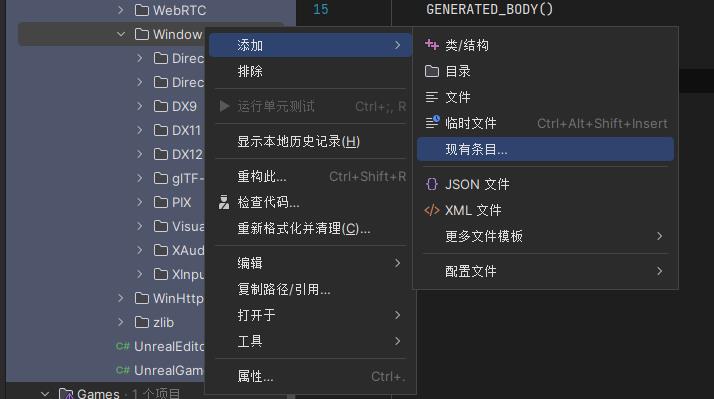 WebRTC
Window
Direc
Direc
DX9
DX11
DX12
glTF-
PIX
Visua
XAud
XInpu
WinHttp
zlib
C# UnrealEdito
C# UnrealGam
Games · 1 个项目
15 GENERATED_BODY()
添加
排除
运行单元测试 Ctrl+;, R
显示本地历史记录(H)
重构此... Ctrl+Shift+R
检查代码...
重新格式化并清理(C)...
编辑
复制路径/引用...
打开于
工具
属性... Ctrl+.
类/结构
目录
文件
临时文件 Ctrl+Alt+Shift+Insert
现有条目...
JSON 文件
XML 文件
更多文件模板
配置文件